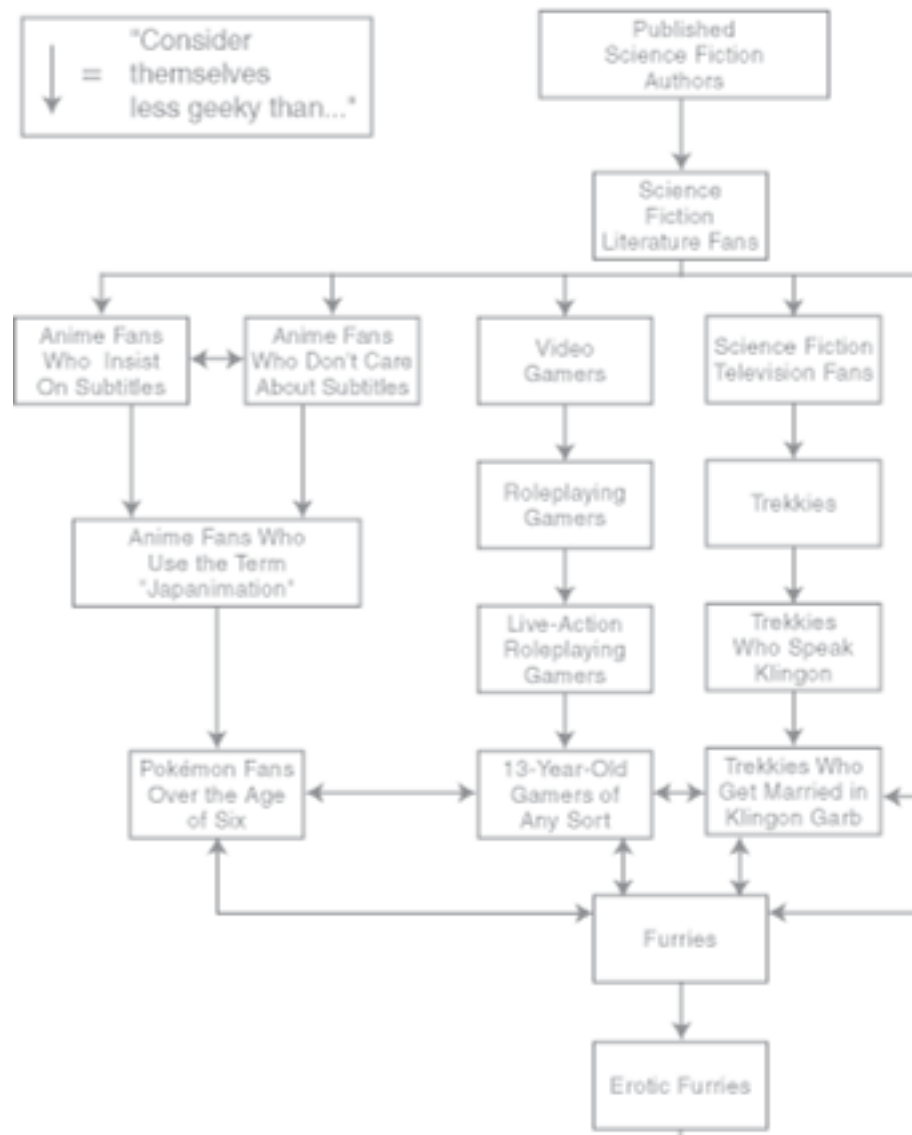 "Consider
= themselves
less geeky than..."
Published
Science Fiction
Authors
Science
Fiction
Literature Fans
Anime Fans
Who Insist
On Subtitles
Anime Fans
Who Don't Care
About Subtitles
Video
Gamers
Science Fiction
Television Fans
Roleplaying
Gamers
Trekkies
Anime Fans Who
Use the Term
"Japanimation"
Live-Action
Roleplaying
Gamers
Trekkies
Who Speak
Klingon
Pokémon Fans
Over the Age
of Six
13-Year-Old
Gamers of
Any Sort
Trekkies Who
Get Married in
Klingon Garb
Furries
Erotic Furries